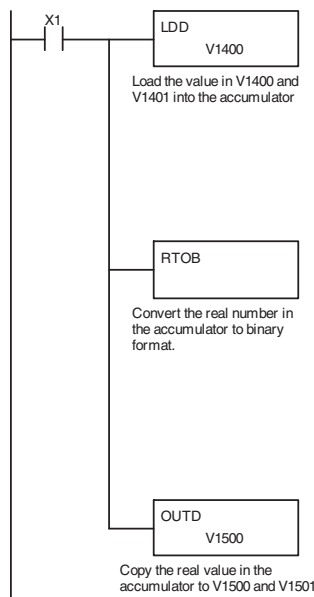 X1
LDD
V1400
Load the value in V1400 and
V1401 into the accumulator
RTOB
Convert the real number in
the accumulator to binary
format.
OUTD
V1500
Copy the real value in the
accumulator to V1500 and V1501